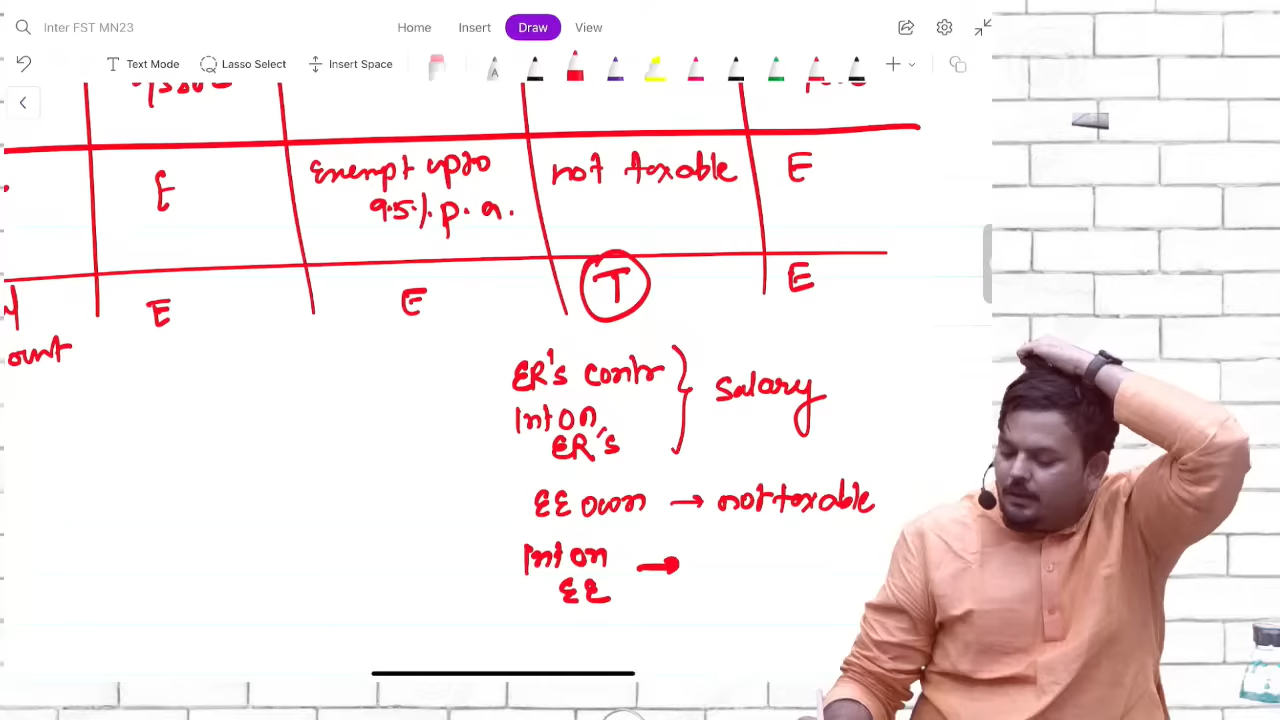 Inter FST MN23
Home Insert Draw View
Text Mode Lasso Select Insert Space
E Exempt upto not taxable E
9.5% p.a.
E E T E
ount
ER's contr
Int on
ER's
} Salary
EE own → not taxable
Int on →
EE